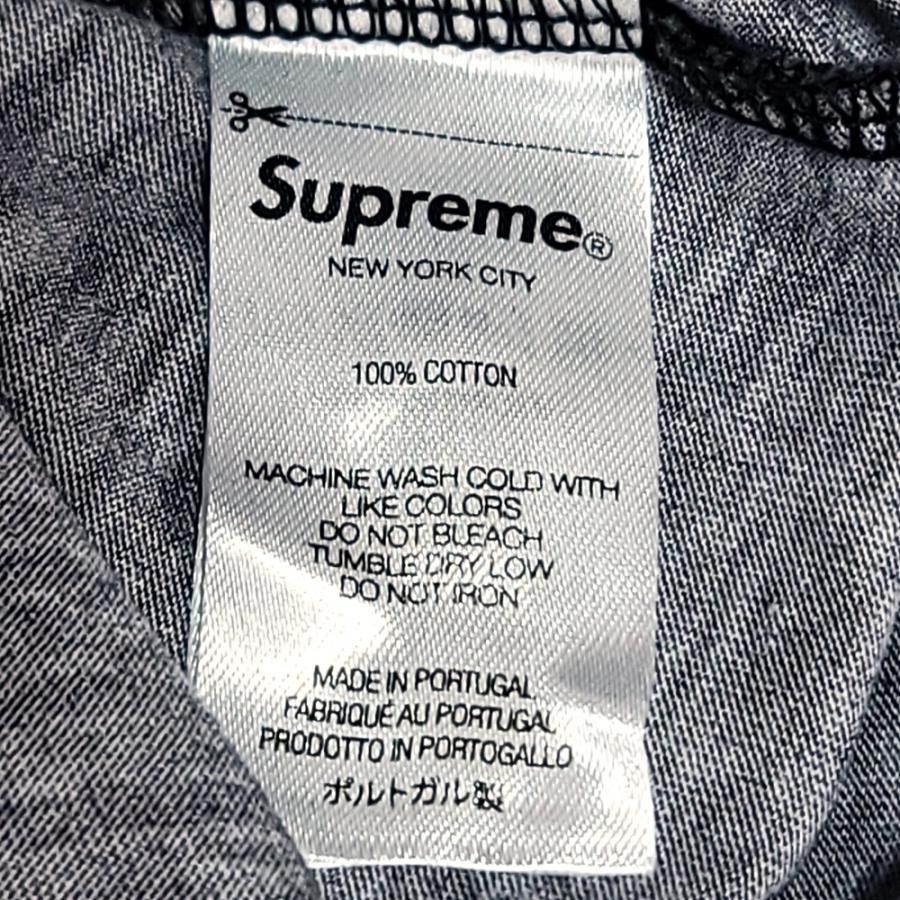 Supreme®
NEW YORK CITY
100% COTTON
MACHINE WASH COLD WITH
LIKE COLORS
DO NOT BLEACH
TUMBLE DRY LOW
DO NOT IRON
MADE IN PORTUGAL
FABRIQUÉ AU PORTUGAL
PRODOTTO IN PORTOGALLO
ポルトガル製